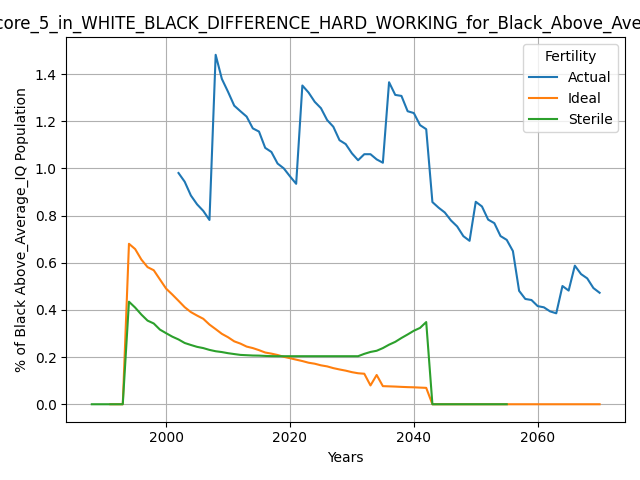 core_5_in_WHITE_BLACK_DIFFERENCE_HARD_WORKING_for_Black_Above_Ave
Fertility
Actual
Ideal
Sterile
% of Black Above_Average_IQ Population
1.4
1.2
1.0
0.8
0.6
0.4
0.2
0.0
2000
2020
2040
2060
Years